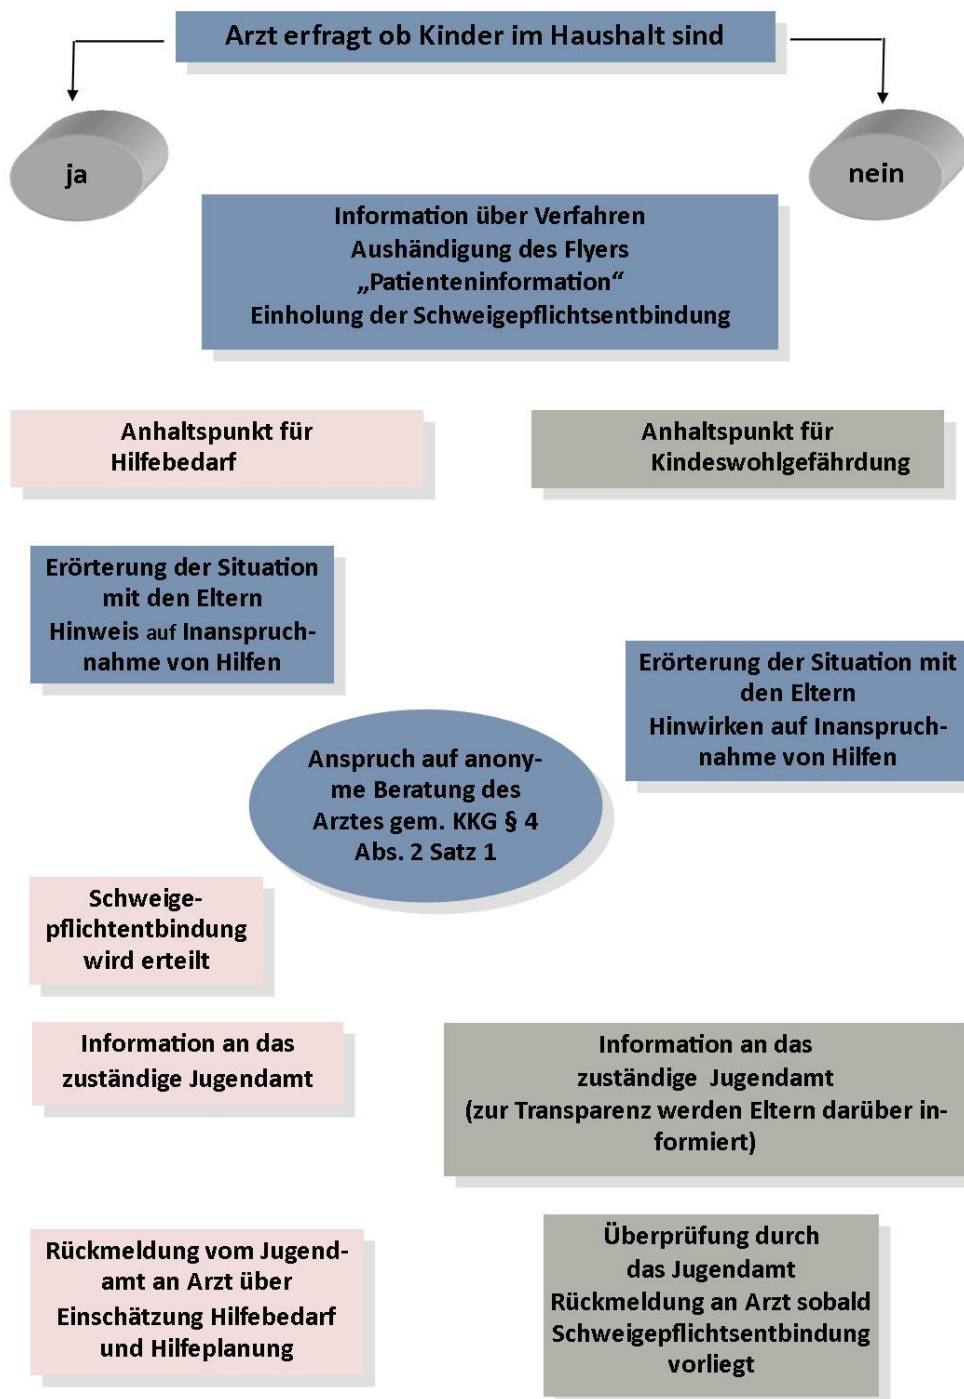 Arzt erfragt ob Kinder im Haushalt sind
ja
nein
Information über Verfahren
Aushändigung des Flyers
„Patienteninformation“
Einholung der Schweigepflichtsentbindung
Anhaltspunkt für
Hilfebedarf
Anhaltspunkt für
Kindeswohlgefährdung
Erörterung der Situation
mit den Eltern
Hinweis auf Inanspruch-
nahme von Hilfen
Erörterung der Situation mit
den Eltern
Hinwirken auf Inanspruch-
nahme von Hilfen
Anspruch auf anony-
me Beratung des
Arztes gem. KKG § 4
Abs. 2 Satz 1
Schweige-
pflichtentbindung
wird erteilt
Information an das
zuständige Jugendamt
Information an das
zuständige Jugendamt
(zur Transparenz werden Eltern darüber in-
formiert)
Rückmeldung vom Jugend-
amt an Arzt über
Einschätzung Hilfebedarf
und Hilfeplanung
Überprüfung durch
das Jugendamt
Rückmeldung an Arzt sobald
Schweigepflichtsentbindung
vorliegt